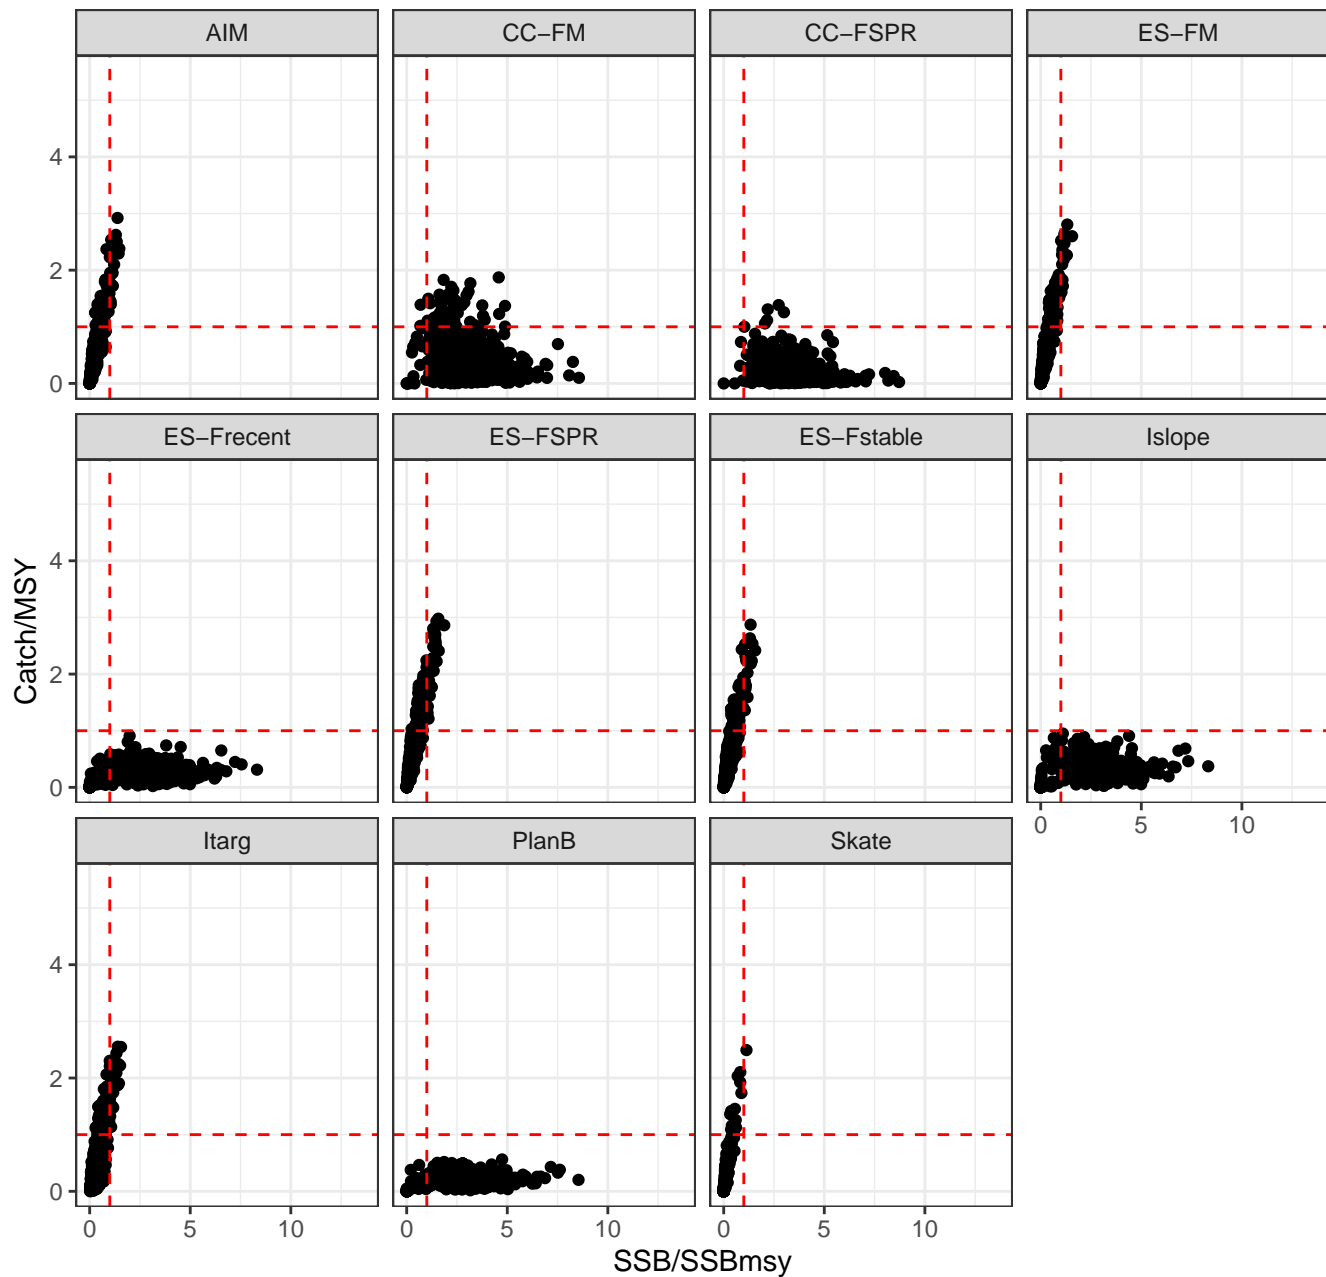 AIM CC−FM CC−FSPR ES−FM
4
2
0
ES−Frecent ES−FSPR ES−Fstable Islope
4
2
0
0 5 10
Itarg PlanB Skate
4
2
0
0 5 10 0 5 10 0 5 10
Catch/MSY
SSB/SSBmsy